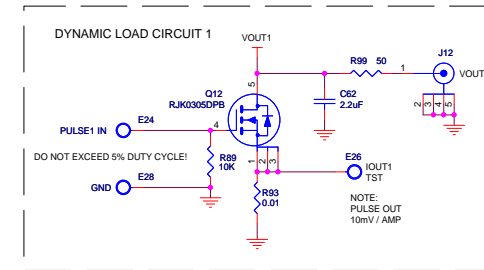 DYNAMIC LOAD CIRCUIT 1
VOUT1
R99 50
J12
1
VOUT
5
Q12
RJK0305DPB
C62
2.2uF
2 3 4 5
E24
PULSE1 IN
4
DO NOT EXCEED 5% DUTY CYCLE!
R89
10K
1 2 3
E26
IOUT1
TST
E28
GND
R93
0.01
NOTE:
PULSE OUT
10mV / AMP